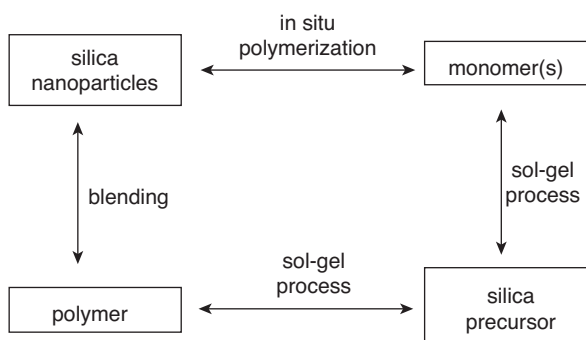 in situ
polymerization
silica
nanoparticles
monomer(s)
blending
sol-gel
process
sol-gel
process
polymer
silica
precursor